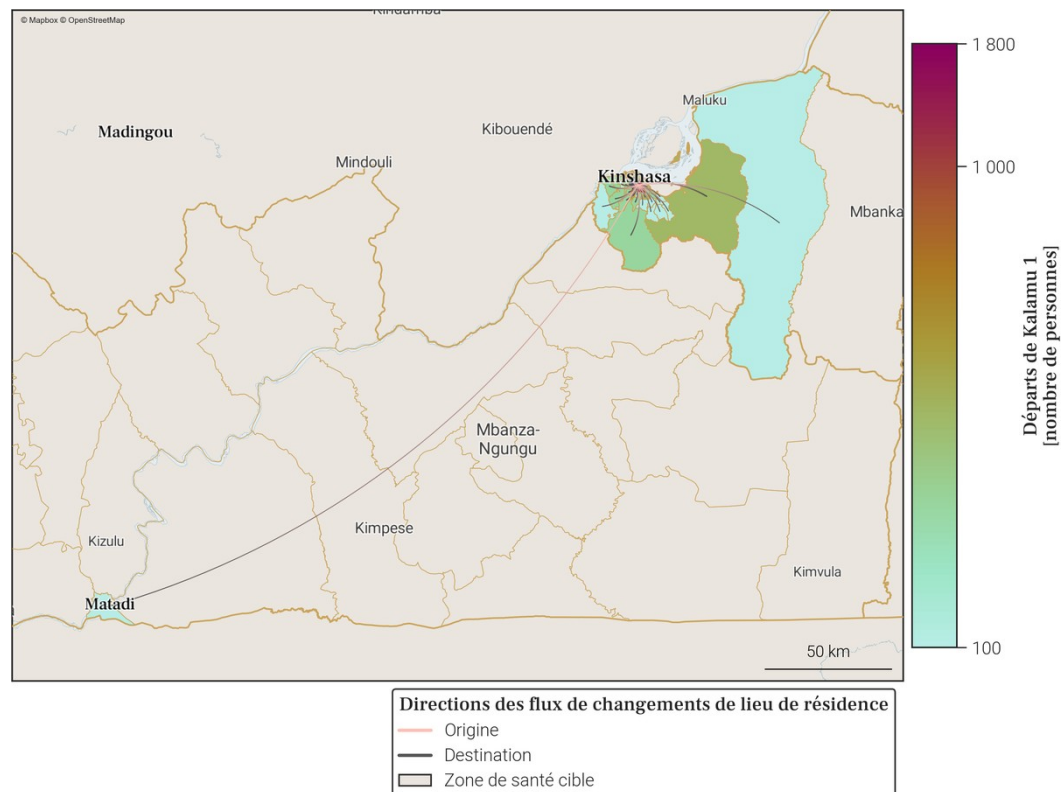 © Mapbox © OpenStreetMap
Maluku
Madingou
Kibouendé
Mindouli
Kinshasa
Mbanka
Mbanza-
Ngungu
Kimpese
Kizulu
Kimvula
Matadi
50 km
1 800
1 000
100
Départs de Kalamu 1
[nombre de personnes]
Directions des flux de changements de lieu de résidence
Origine
Destination
Zone de santé cible